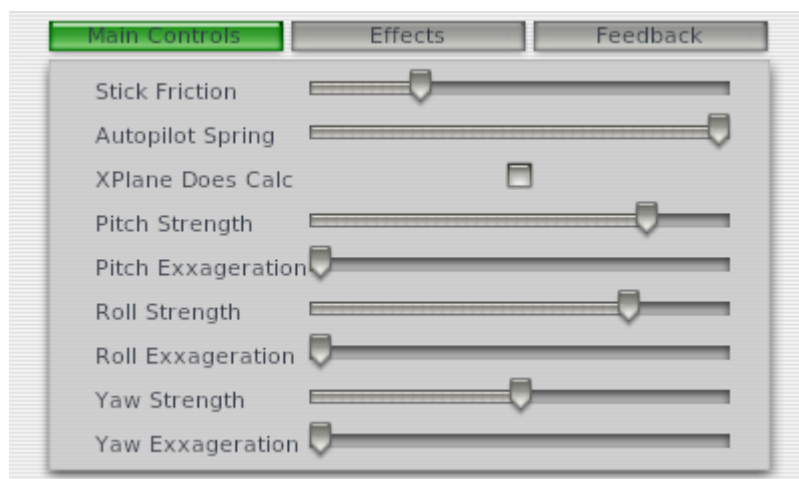 Main Controls Effects Feedback
Stick Friction
Autopilot Spring
XPlane Does Calc
Pitch Strength
Pitch Exxageration
Roll Strength
Roll Exxageration
Yaw Strength
Yaw Exxageration